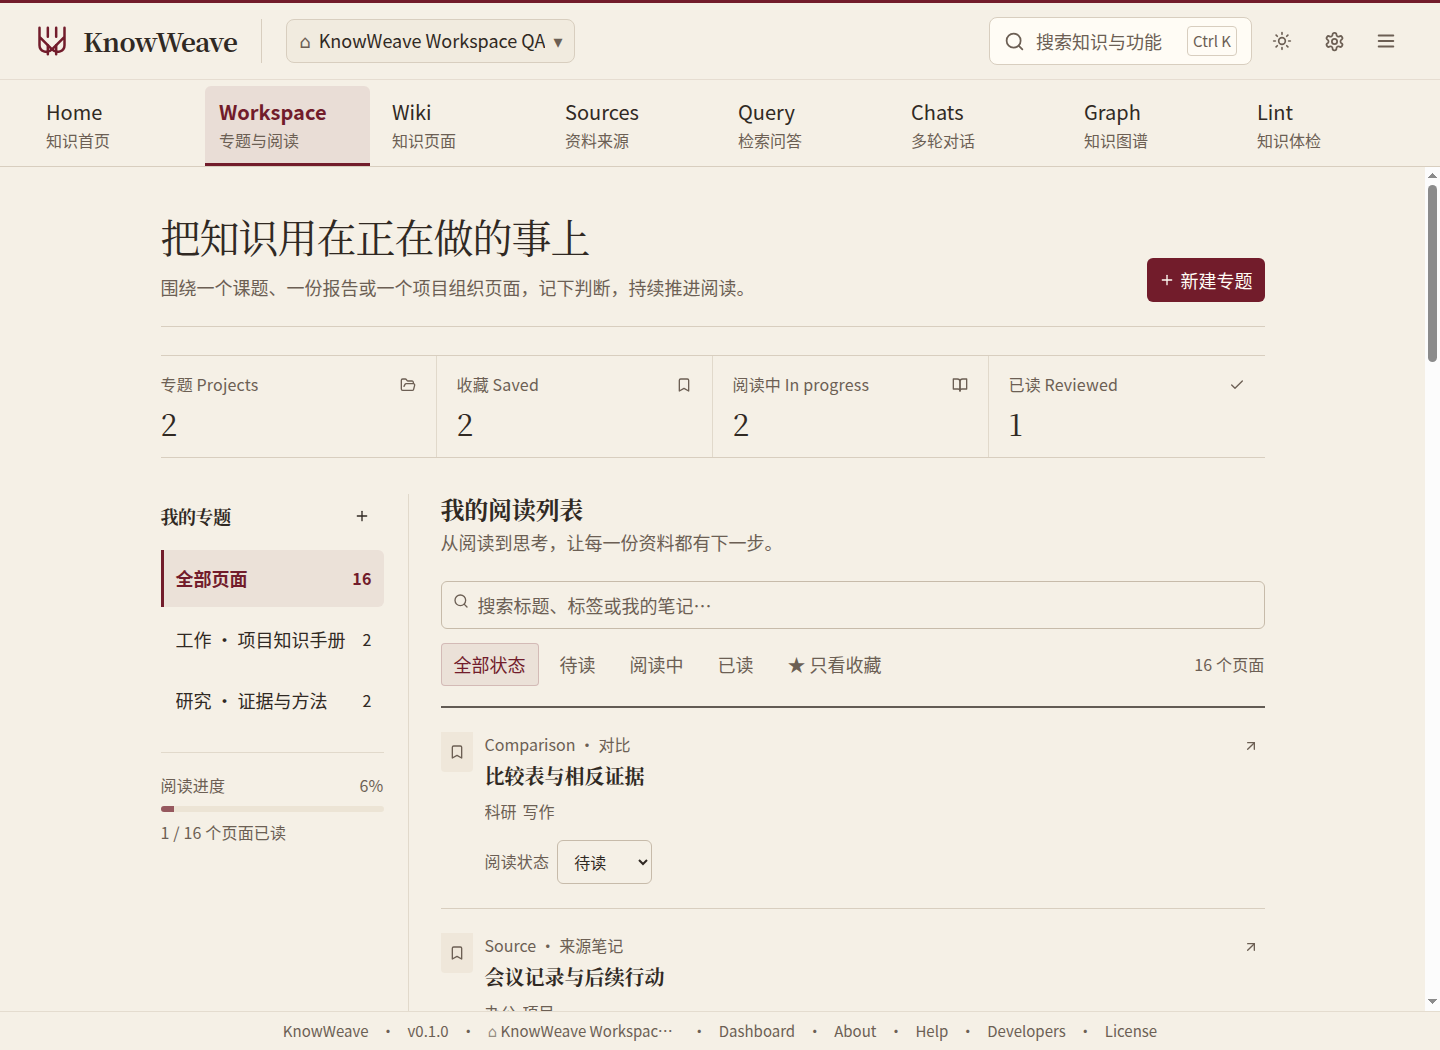 KnowWeave
⌂ KnowWeave Workspace QA ▾
搜索知识与功能 Ctrl K
Home
知识首页
Workspace
专题与阅读
Wiki
知识页面
Sources
资料来源
Query
检索问答
Chats
多轮对话
Graph
知识图谱
Lint
知识体检
把知识用在正在做的事上
围绕一个课题、一份报告或一个项目组织页面，记下判断，持续推进阅读。
+ 新建专题
专题 Projects
2
收藏 Saved
2
阅读中 In progress
2
已读 Reviewed
1
我的专题 +
全部页面 16
工作 · 项目知识手册 2
研究 · 证据与方法 2
阅读进度 6%
1 / 16 个页面已读
我的阅读列表
从阅读到思考，让每一份资料都有下一步。
搜索标题、标签或我的笔记…
全部状态 待读 阅读中 已读 ★ 只看收藏 16 个页面
Comparison · 对比
比较表与相反证据
科研 写作
阅读状态 待读
Source · 来源笔记
会议记录与后续行动
办公 项目
KnowWeave · v0.1.0 · ⌂ KnowWeave Workspac… · Dashboard · About · Help · Developers · License